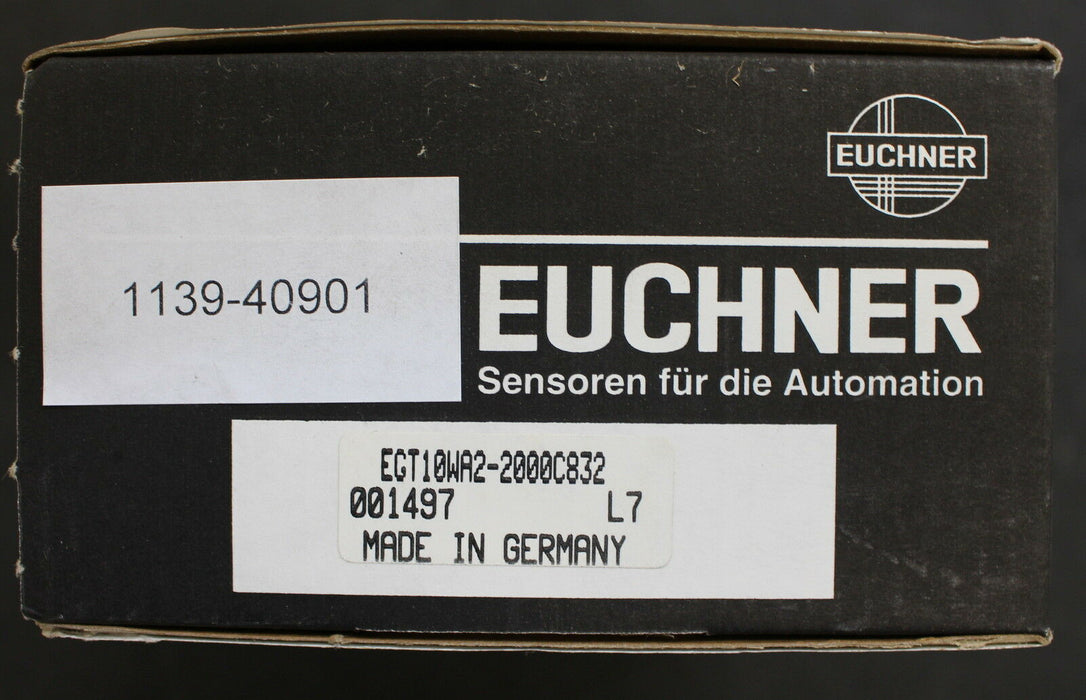 EUCHNER
1139-40901
EUCHNER
Sensoren für die Automation
EGT10WA2-2000C832
001497 L7
MADE IN GERMANY